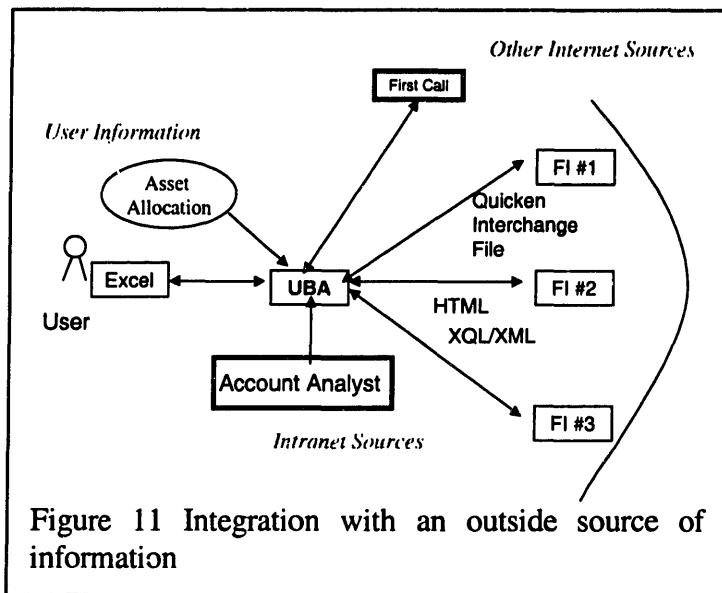 Other Internet Sources
First Call
User Information
Asset
Allocation
FI #1
Quicken
Interchange
File
Excel
UBA
FI #2
HTML
User
XQL/XML
Account Analyst
FI #3
Intranet Sources
Figure 11 Integration with an outside source of
information